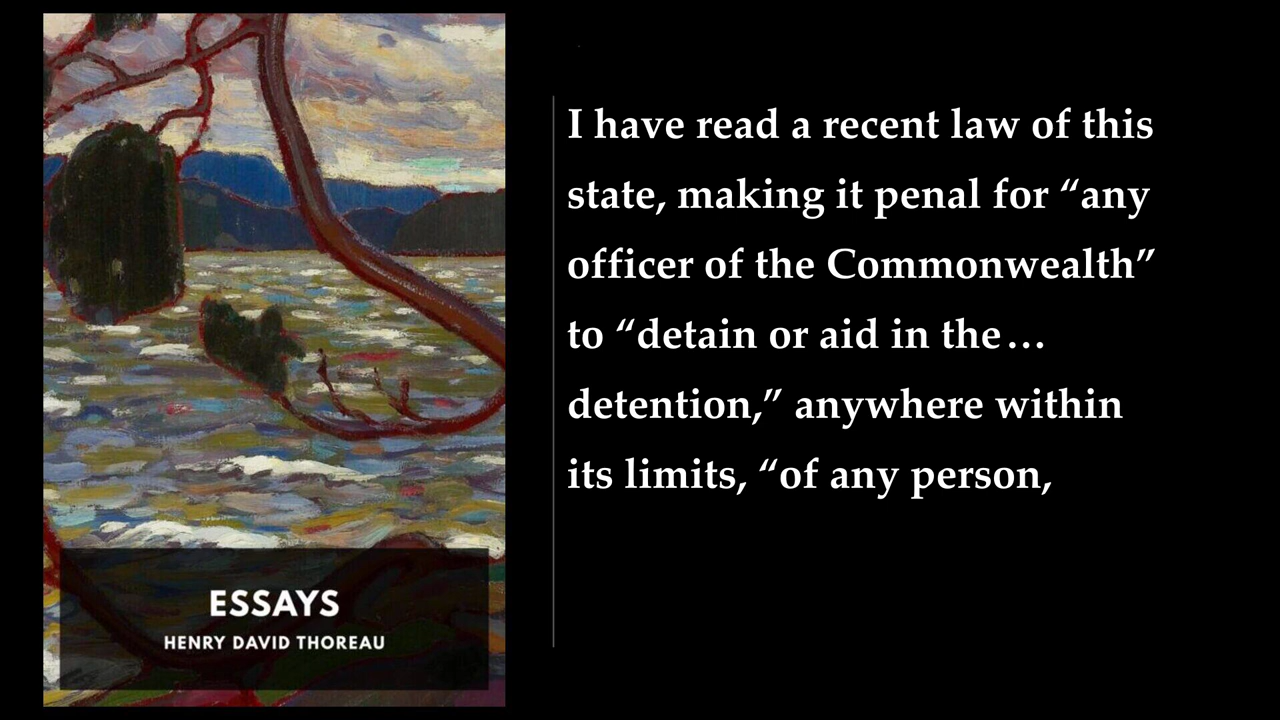 ESSAYS
HENRY DAVID THOREAU
I have read a recent law of this
state, making it penal for “any
officer of the Commonwealth”
to “detain or aid in the…
detention,” anywhere within
its limits, “of any person,